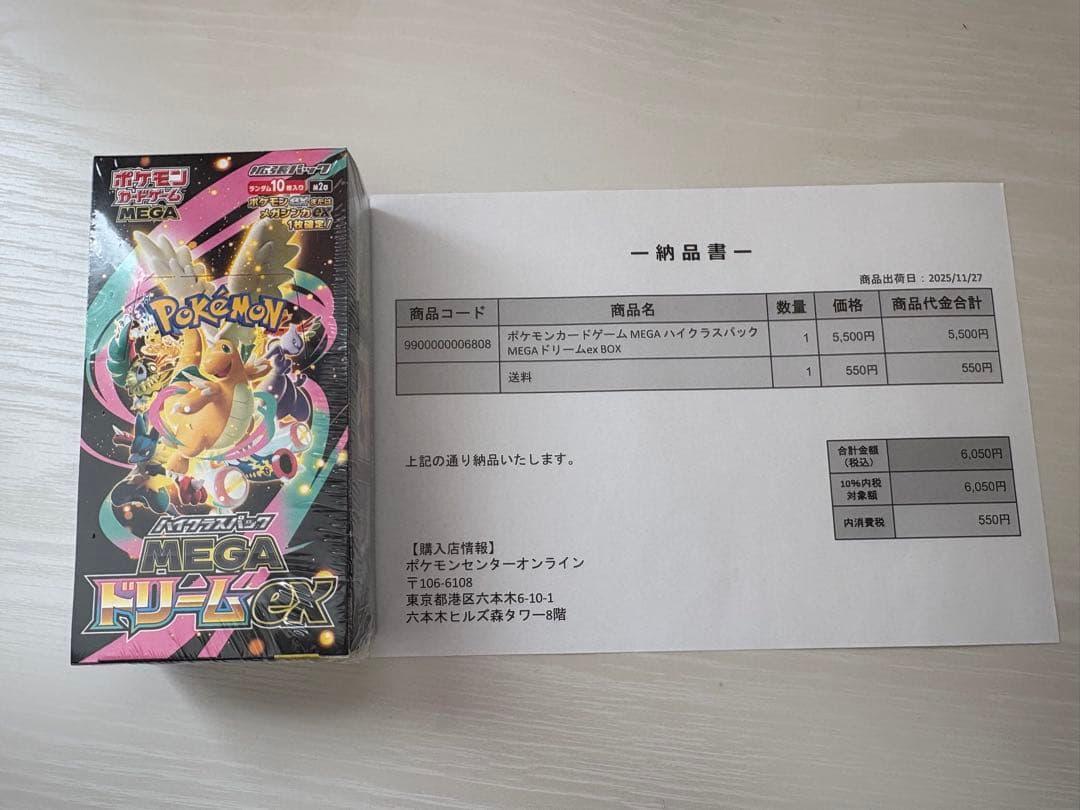 ポケモン
カードゲーム
MEGA
拡張パック
ランダム10枚入り
ポケモンexまたは
メガシンカex
1枚確定!
Pokémon
ハイクラスパック
MEGA
ドリームex
ー納品書ー
商品出荷日：2025/11/27
商品コード 商品名 数量 価格 商品代金合計
9900000006808 ポケモンカードゲーム MEGA ハイクラスパック 1 5,500円 5,500円
MEGAドリームex BOX
送料 1 550円 550円
上記の通り納品いたします。
合計金額
(税込) 6,050円
10%内税
対象額 6,050円
内消費税 550円
【購入店情報】
ポケモンセンターオンライン
〒106-6108
東京都港区六本木6-10-1
六本木ヒルズ森タワー8階